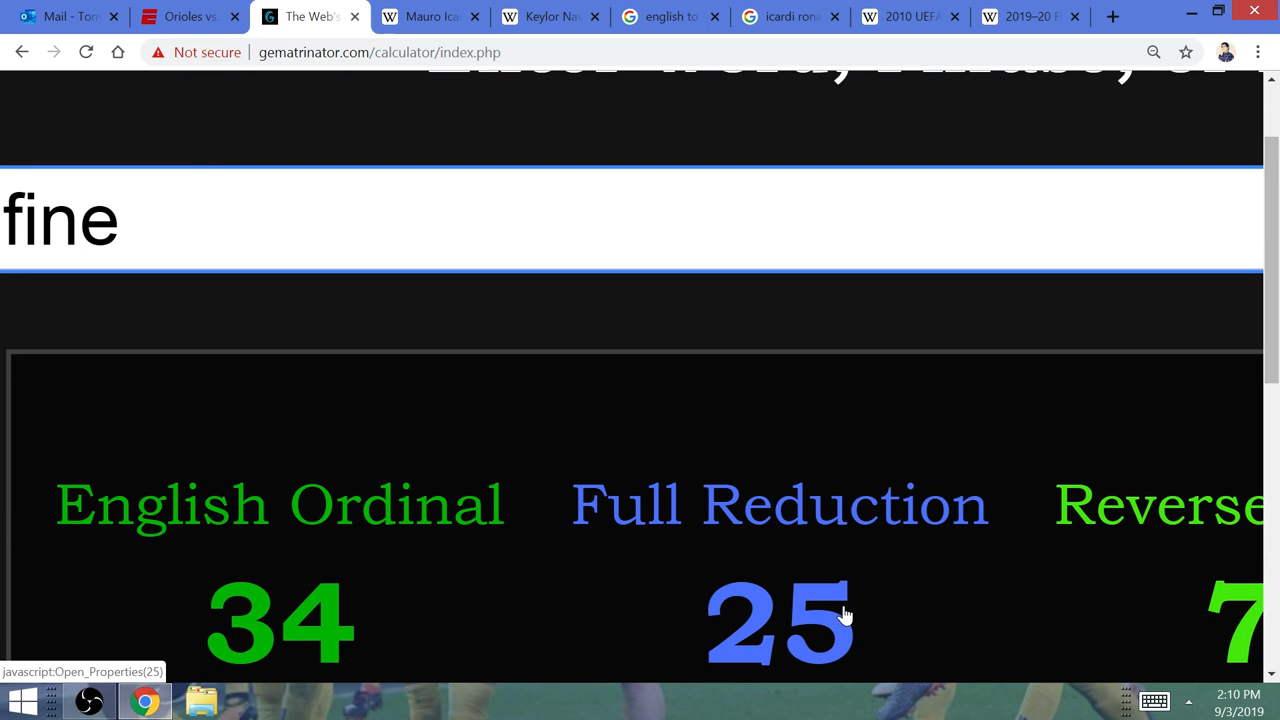 Mail - Ton
Orioles vs.
The Web's
Mauro Ica
Keylor Na
english to
icardi rona
2010 UEFA
2019–20 F
Not secure
gematrinator.com/calculator/index.php
fine
English Ordinal
Full Reduction
Reverse
34
25
7
javascript:Open_Properties(25)
2:10 PM
9/3/2019